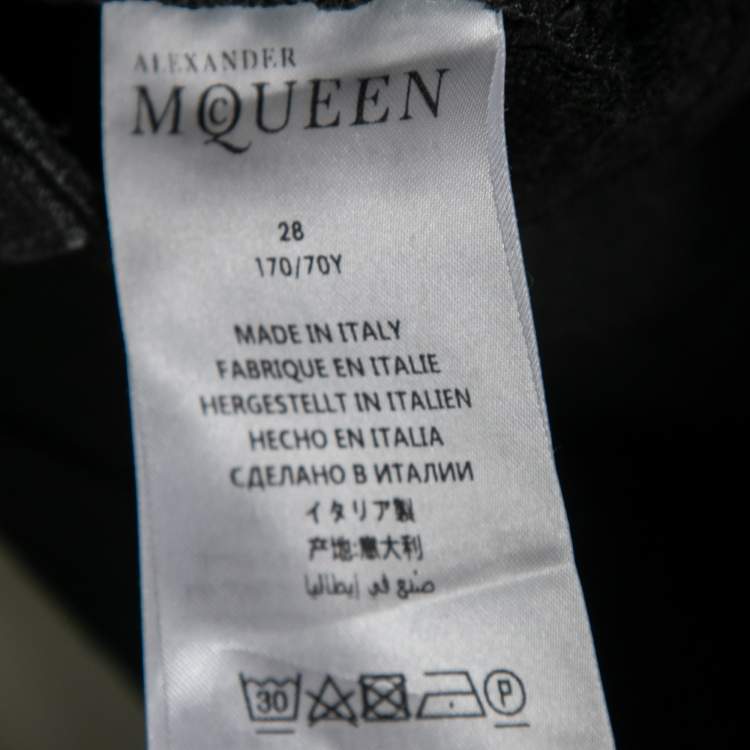 ALEXANDER
MCQUEEN
28
170/70Y
MADE IN ITALY
FABRIQUE EN ITALIE
HERGESTELLT IN ITALIEN
HECHO EN ITALIA
СДЕЛАНО В ИТАЛИИ
イタリア製
产地:意大利
صنع في إيطاليا
30 P